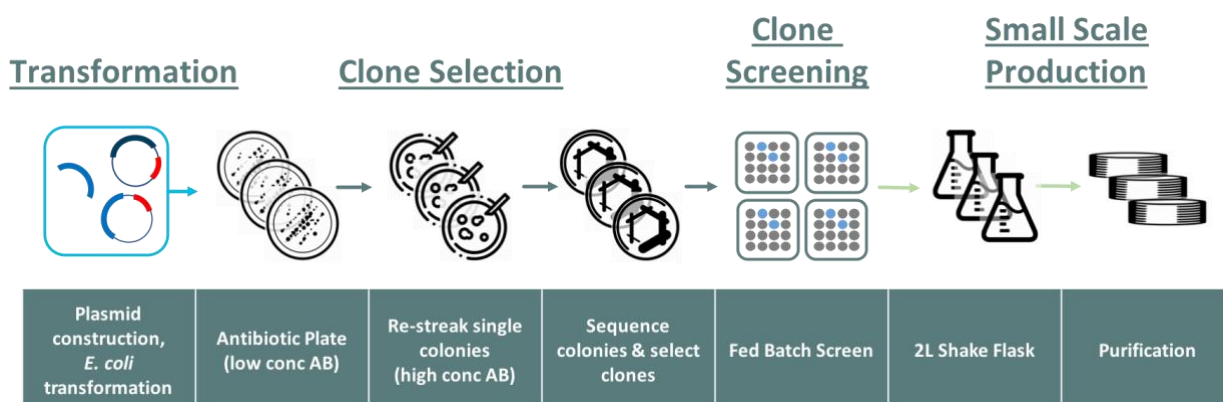 Transformation
Clone Selection
Clone
Screening
Small Scale
Production
Plasmid
construction,
E. coli
transformation
Antibiotic Plate
(low conc AB)
Re-streak single
colonies
(high conc AB)
Sequence
colonies & select
clones
Fed Batch Screen
2L Shake Flask
Purification